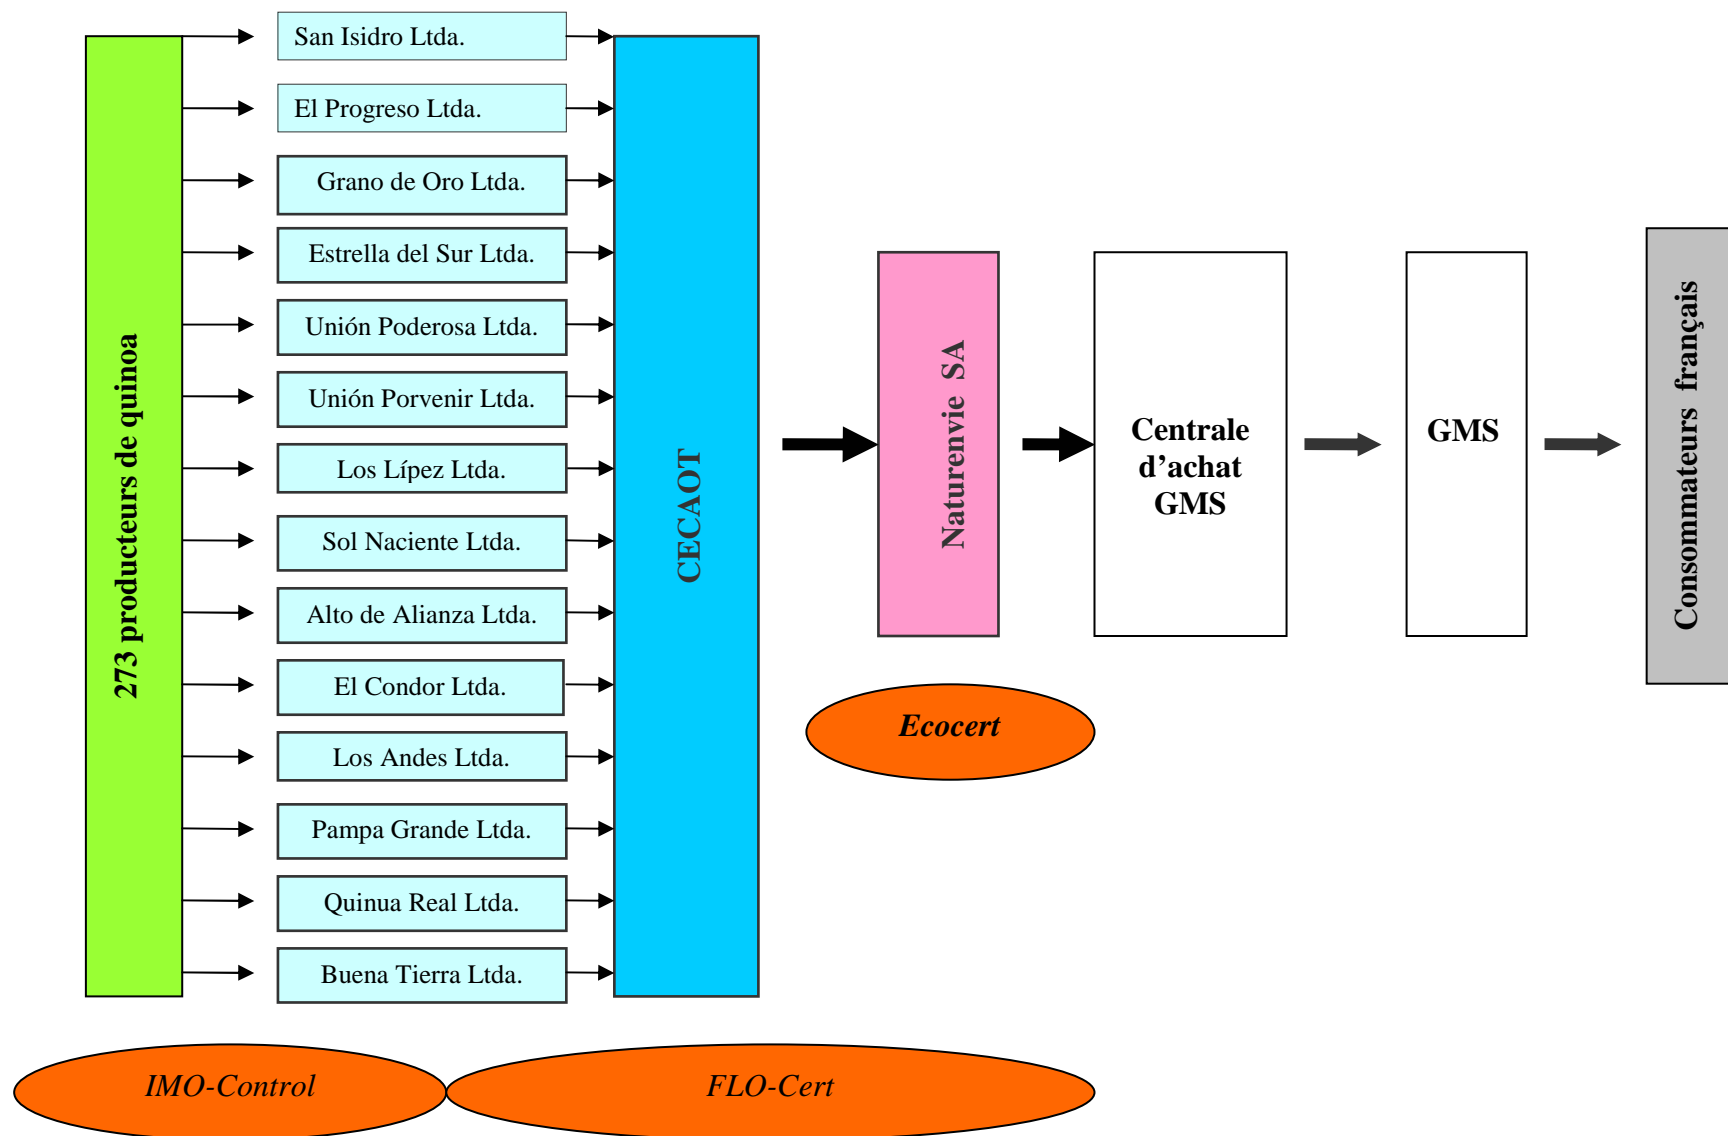 273 producteurs de quinoa
San Isidro Ltda.
El Progreso Ltda.
Grano de Oro Ltda.
Estrella del Sur Ltda.
Unión Poderosa Ltda.
Unión Porvenir Ltda.
Los Lípez Ltda.
Sol Naciente Ltda.
Alto de Alianza Ltda.
El Condor Ltda.
Los Andes Ltda.
Pampa Grande Ltda.
Quinua Real Ltda.
Buena Tierra Ltda.
CECAOT
Naturenvie SA
Centrale
d’achat
GMS
GMS
Consommateurs français
Ecocert
IMO-Control
FLO-Cert